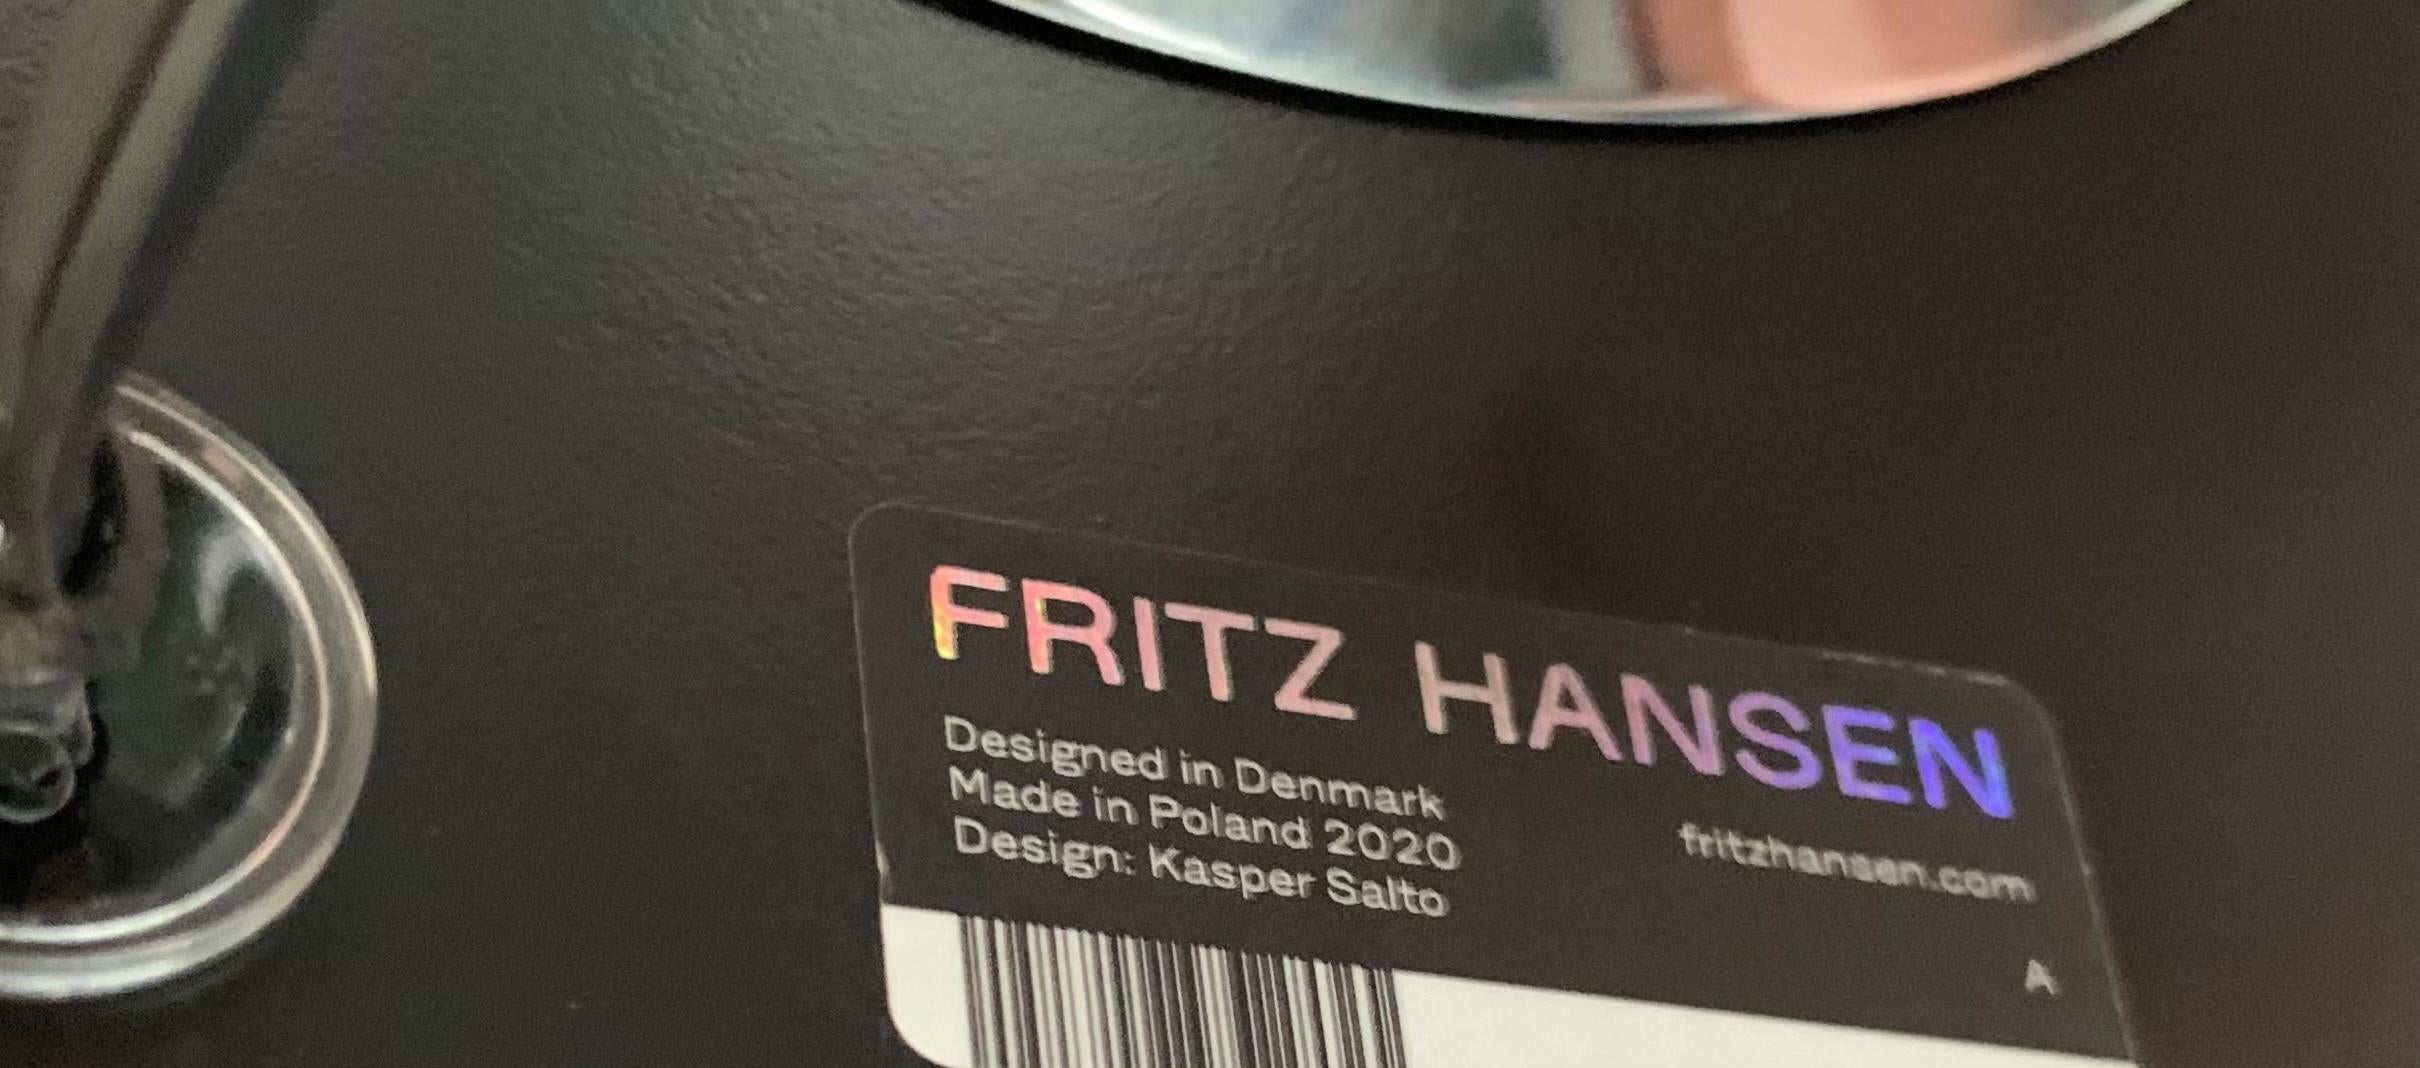 FRITZ HANSEN
Designed in Denmark
Made in Poland 2020
Design: Kasper Salto
fritzhansen.com
A